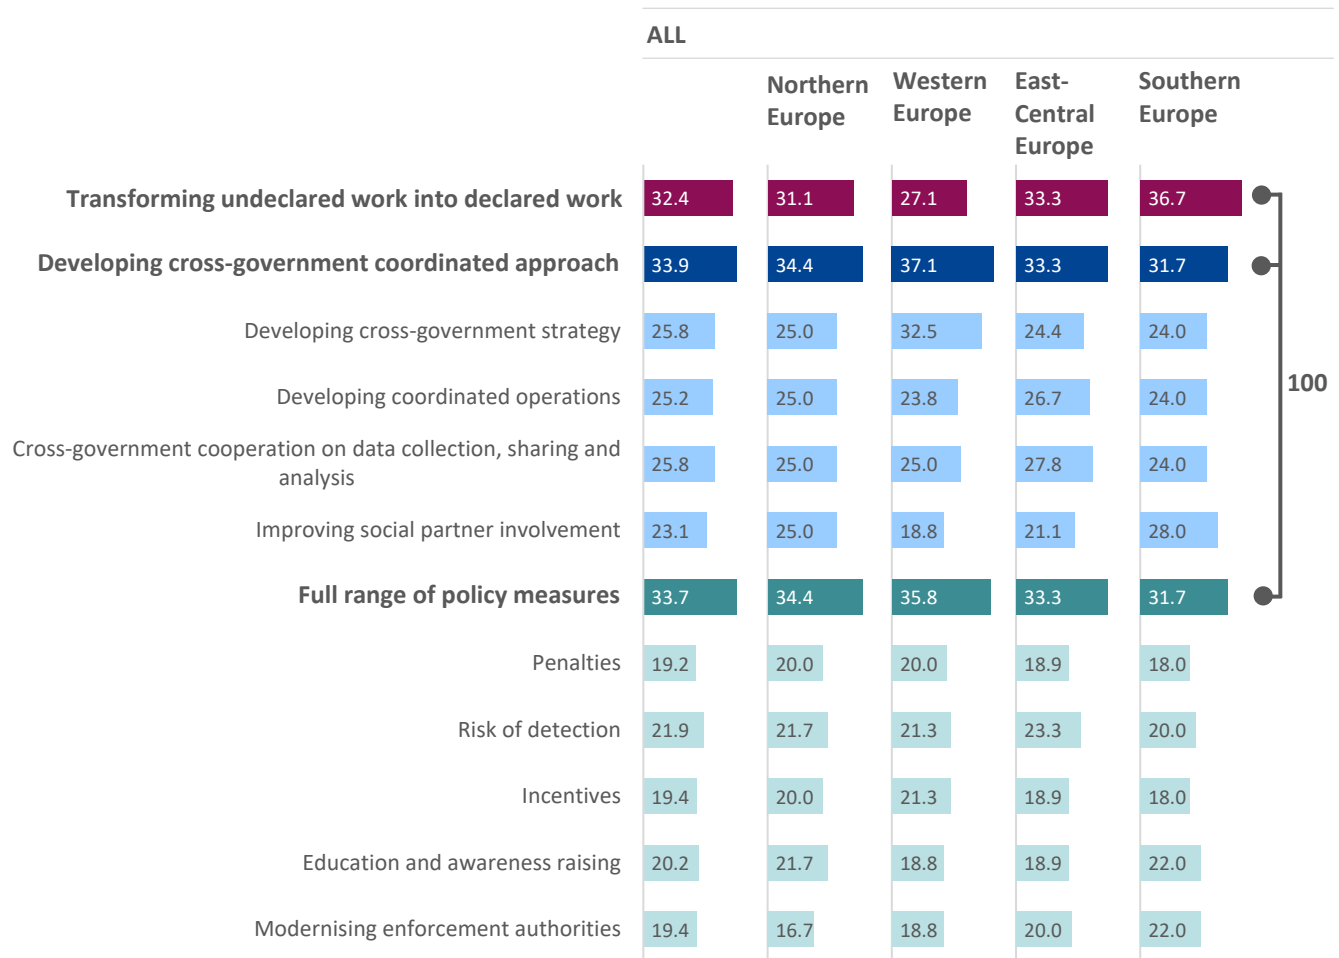 ALL
Northern Europe
Western Europe
East-Central Europe
Southern Europe
Transforming undeclared work into declared work 32.4 31.1 27.1 33.3 36.7
Developing cross-government coordinated approach 33.9 34.4 37.1 33.3 31.7
Developing cross-government strategy 25.8 25.0 32.5 24.4 24.0
Developing coordinated operations 25.2 25.0 23.8 26.7 24.0
100
Cross-government cooperation on data collection, sharing and
analysis 25.8 25.0 25.0 27.8 24.0
Improving social partner involvement 23.1 25.0 18.8 21.1 28.0
Full range of policy measures 33.7 34.4 35.8 33.3 31.7
Penalties 19.2 20.0 20.0 18.9 18.0
Risk of detection 21.9 21.7 21.3 23.3 20.0
Incentives 19.4 20.0 21.3 18.9 18.0
Education and awareness raising 20.2 21.7 18.8 18.9 22.0
Modernising enforcement authorities 19.4 16.7 18.8 20.0 22.0